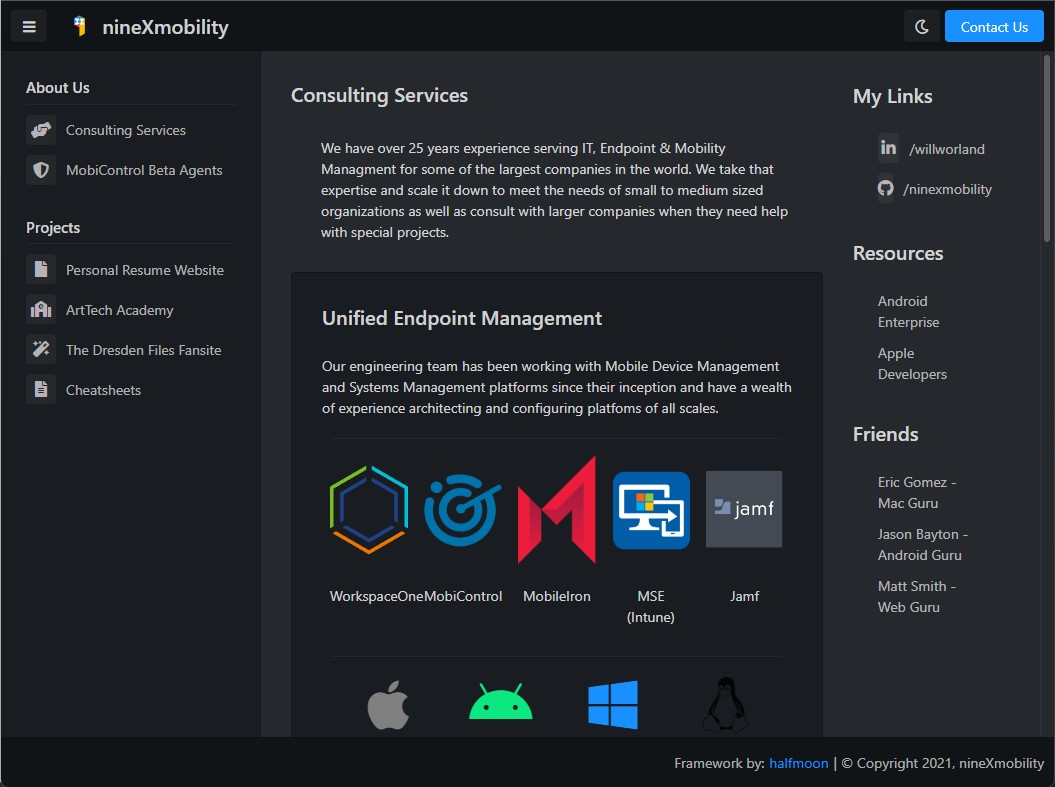 nineXmobility
Contact Us
About Us
Consulting Services
MobiControl Beta Agents
Projects
Personal Resume Website
ArtTech Academy
The Dresden Files Fansite
Cheatsheets
Consulting Services
We have over 25 years experience serving IT, Endpoint & Mobility
Managment for some of the largest companies in the world. We take that
expertise and scale it down to meet the needs of small to medium sized
organizations as well as consult with larger companies when they need help
with special projects.
Unified Endpoint Management
Our engineering team has been working with Mobile Device Management
and Systems Management platforms since their inception and have a wealth
of experience architecting and configuring platfoms of all scales.
jamf
WorkspaceOne
MobiControl
MobileIron
MSE
(Intune)
Jamf
My Links
in
/willworland
/ninexmobility
Resources
Android
Enterprise
Apple
Developers
Friends
Eric Gomez -
Mac Guru
Jason Bayton -
Android Guru
Matt Smith -
Web Guru
Framework by: halfmoon | © Copyright 2021, nineXmobility